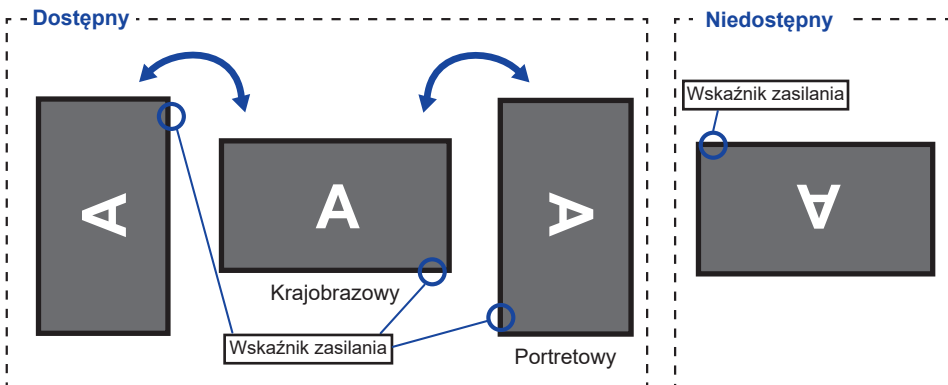 Dostępny
Niedostępny
Wskaźnik zasilania
A
A
A
A
Krajobrazowy
Wskaźnik zasilania
Portretowy